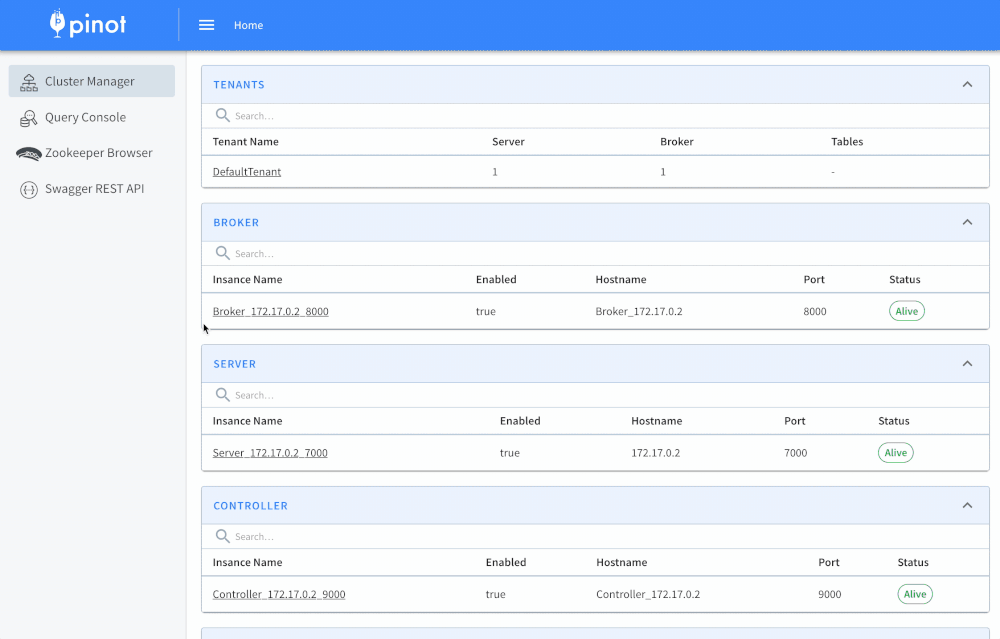 pinot
Home
Cluster Manager
Query Console
Zookeeper Browser
Swagger REST API
TENANTS
Search...
Tenant Name Server Broker Tables
DefaultTenant 1 1 -
BROKER
Search...
Insance Name Enabled Hostname Port Status
Broker_172.17.0.2_8000 true Broker_172.17.0.2 8000 Alive
SERVER
Search...
Insance Name Enabled Hostname Port Status
Server_172.17.0.2_7000 true 172.17.0.2 7000 Alive
CONTROLLER
Search...
Insance Name Enabled Hostname Port Status
Controller_172.17.0.2_9000 true Controller_172.17.0.2 9000 Alive